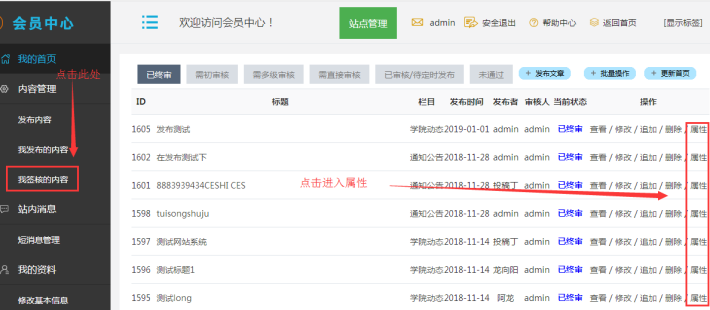 会员中心
欢迎访问会员中心！ 站点管理 admin 安全退出 帮助中心 返回首页 [显示标签]
我的首页
点击此处
内容管理
发布内容
我发布的内容
我签核的内容
站内消息
短消息管理
我的资料
修改基本信息
已终审 需初审核 需多级审核 需直接审核 已审核/待定时发布 未通过 + 发布文章 + 批量操作 + 更新首页
ID 标题 栏目 发布时间 发布者 审核人 当前状态 操作
1605 发布测试 学院动态 2019-01-01 admin admin 已终审 查看 / 修改 / 追加 / 删除 / 属性
1602 在发布测试下 通知公告 2018-11-28 admin admin 已终审 查看 / 修改 / 追加 / 删除 / 属性
1601 8883939434CESHI CES 通知公告 2018-11-28 投稿丁 admin 已终审 查看 / 修改 / 追加 / 删除 / 属性
点击进入属性
1598 tuisongshuju 通知公告 2018-11-28 admin admin 已终审 查看 / 修改 / 追加 / 删除 / 属性
1597 测试网站系统 学院动态 2018-11-14 投稿丁 admin 已终审 查看 / 修改 / 追加 / 删除 / 属性
1596 测试标题1 学院动态 2018-11-14 龙向阳 admin 已终审 查看 / 修改 / 追加 / 删除 / 属性
1595 测试long 学院动态 2018-11-14 阿龙 admin 已终审 查看 / 修改 / 追加 / 删除 / 属性